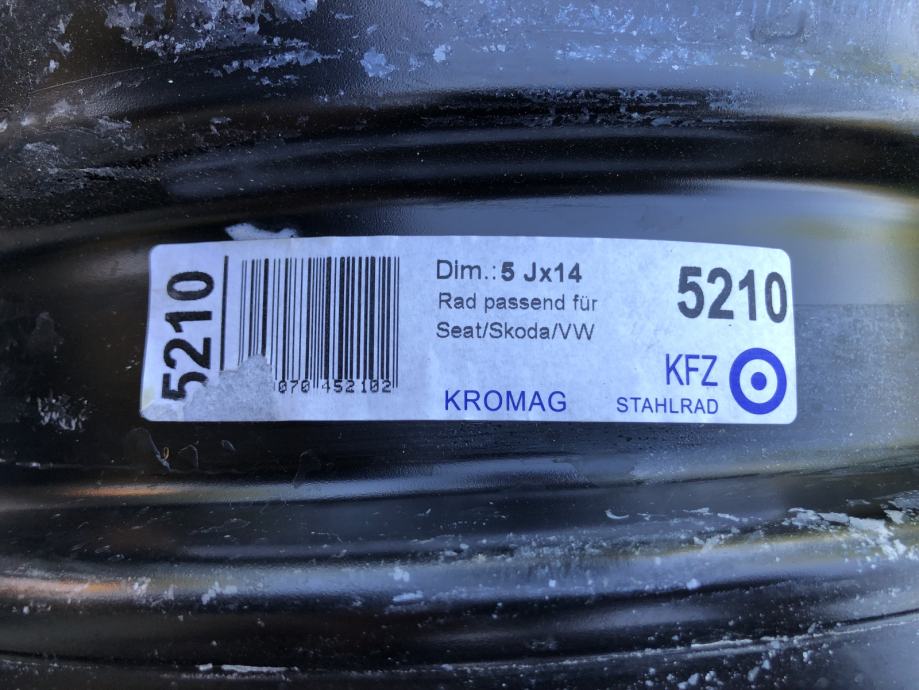 5210
070 452102
Dim.: 5 Jx14
Rad passend für
Seat/Skoda/VW
KROMAG
5210
KFZ
STAHLRAD